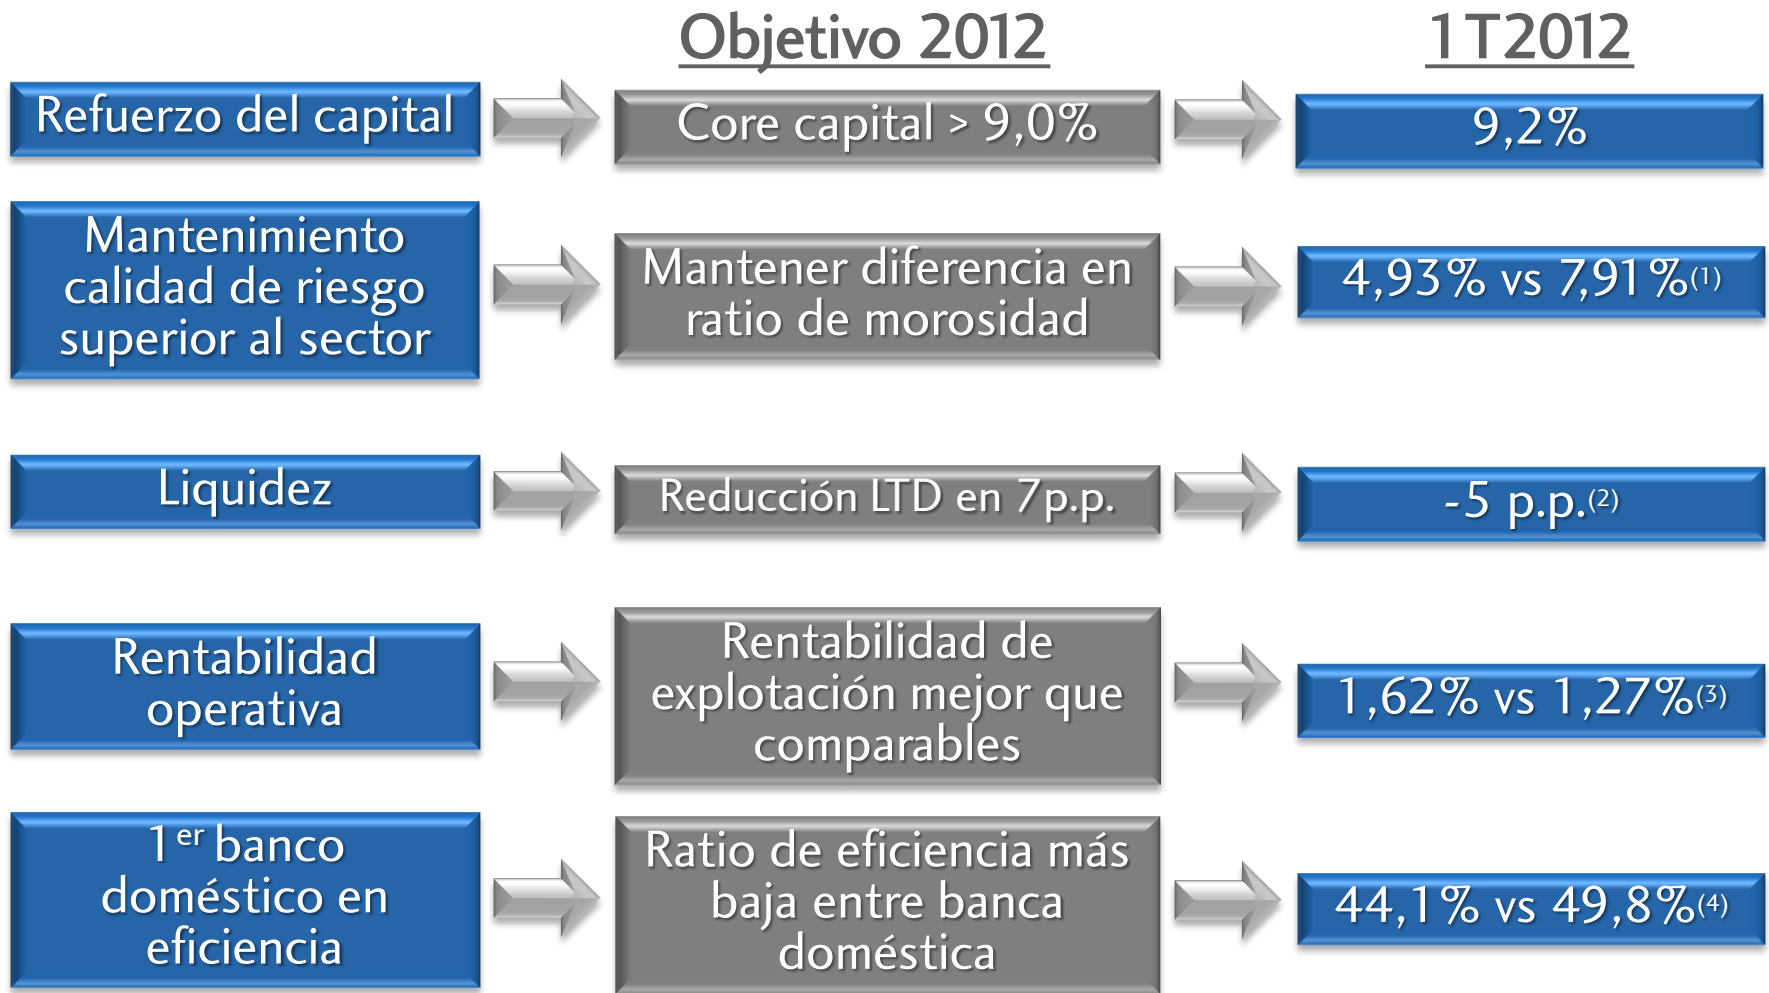 Objetivo 2012
1T2012
Refuerzo del capital
Core capital > 9,0%
9,2%
Mantenimiento
calidad de riesgo
superior al sector
Mantener diferencia en
ratio de morosidad
4,93% vs 7,91%(1)
Liquidez
Reducción LTD en 7p.p.
-5 p.p.(2)
Rentabilidad
operativa
Rentabilidad de
explotación mejor que
comparables
1,62% vs 1,27%(3)
1er banco
doméstico en
eficiencia
Ratio de eficiencia más
baja entre banca
doméstica
44,1% vs 49,8%(4)